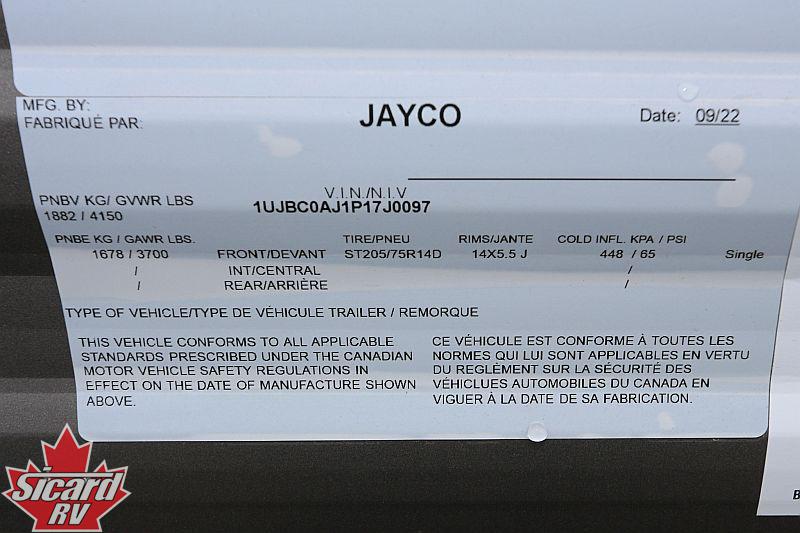 MFG. BY:
FABRIQUÉ PAR:
JAYCO
Date: 09/22
V.I.N./N.I.V
1UJBC0AJ1P17J0097
PNBV KG/ GVWR LBS
1882 / 4150
PNBE KG / GAWR LBS. TIRE/PNEU RIMS/JANTE COLD INFL. KPA / PSI
1678 / 3700 FRONT/DEVANT ST205/75R14D 14X5.5 J 448 / 65 Single
/ INT/CENTRAL /
/ REAR/ARRIÈRE /
TYPE OF VEHICLE/TYPE DE VÉHICULE TRAILER / REMORQUE
THIS VEHICLE CONFORMS TO ALL APPLICABLE
STANDARDS PRESCRIBED UNDER THE CANADIAN
MOTOR VEHICLE SAFETY REGULATIONS IN
EFFECT ON THE DATE OF MANUFACTURE SHOWN
ABOVE.
CE VÉHICULE EST CONFORME À TOUTES LES
NORMES QUI LUI SONT APPLICABLES EN VERTU
DU REGLEMENT SUR LA SÉCURITÉ DES
VÉHICLUES AUTOMOBILES DU CANADA EN
VIGUER À LA DATE DE SA FABRICATION.
Sicard
RV